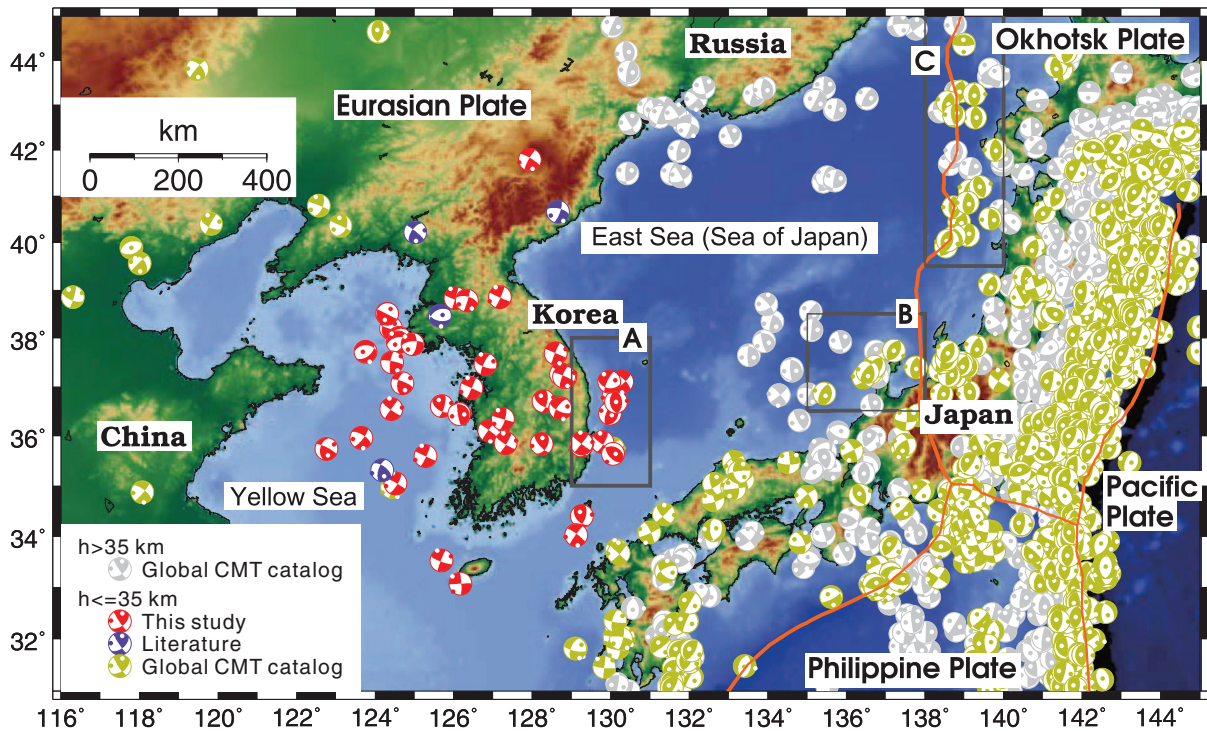 44°
42°
40°
38°
36°
34°
32°
Russia
Okhotsk Plate
C
Eurasian Plate
km
0 200 400
East Sea (Sea of Japan)
Korea
A
B
Japan
China
Yellow Sea
Pacific
Plate
Philippine Plate
h>35 km
Global CMT catalog
h<=35 km
This study
Literature
Global CMT catalog
116° 118° 120° 122° 124° 126° 128° 130° 132° 134° 136° 138° 140° 142° 144°